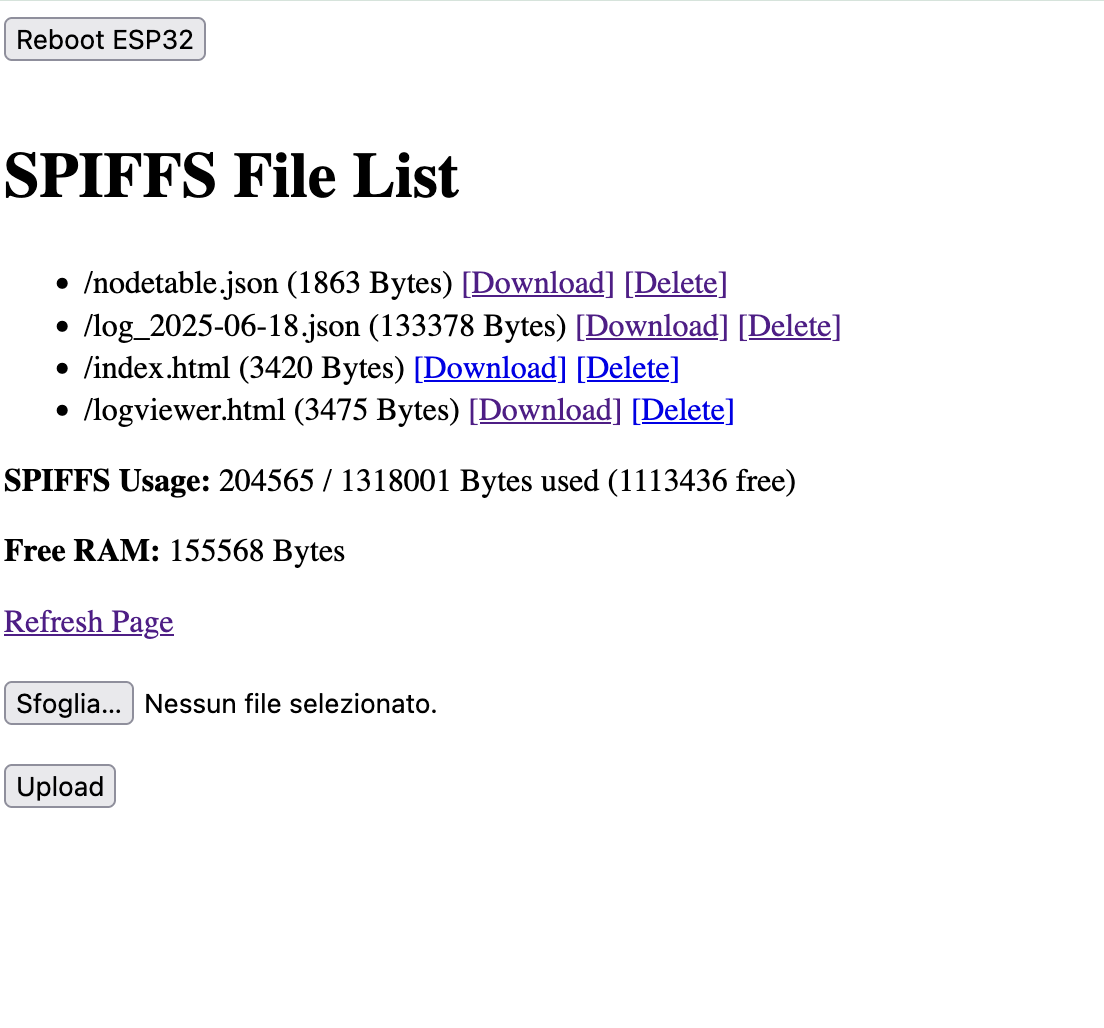 Reboot ESP32
SPIFFS File List
/nodetable.json (1863 Bytes) [Download] [Delete]
/log_2025-06-18.json (133378 Bytes) [Download] [Delete]
/index.html (3420 Bytes) [Download] [Delete]
/logviewer.html (3475 Bytes) [Download] [Delete]
SPIFFS Usage: 204565 / 1318001 Bytes used (1113436 free)
Free RAM: 155568 Bytes
Refresh Page
Sfoglia... Nessun file selezionato.
Upload